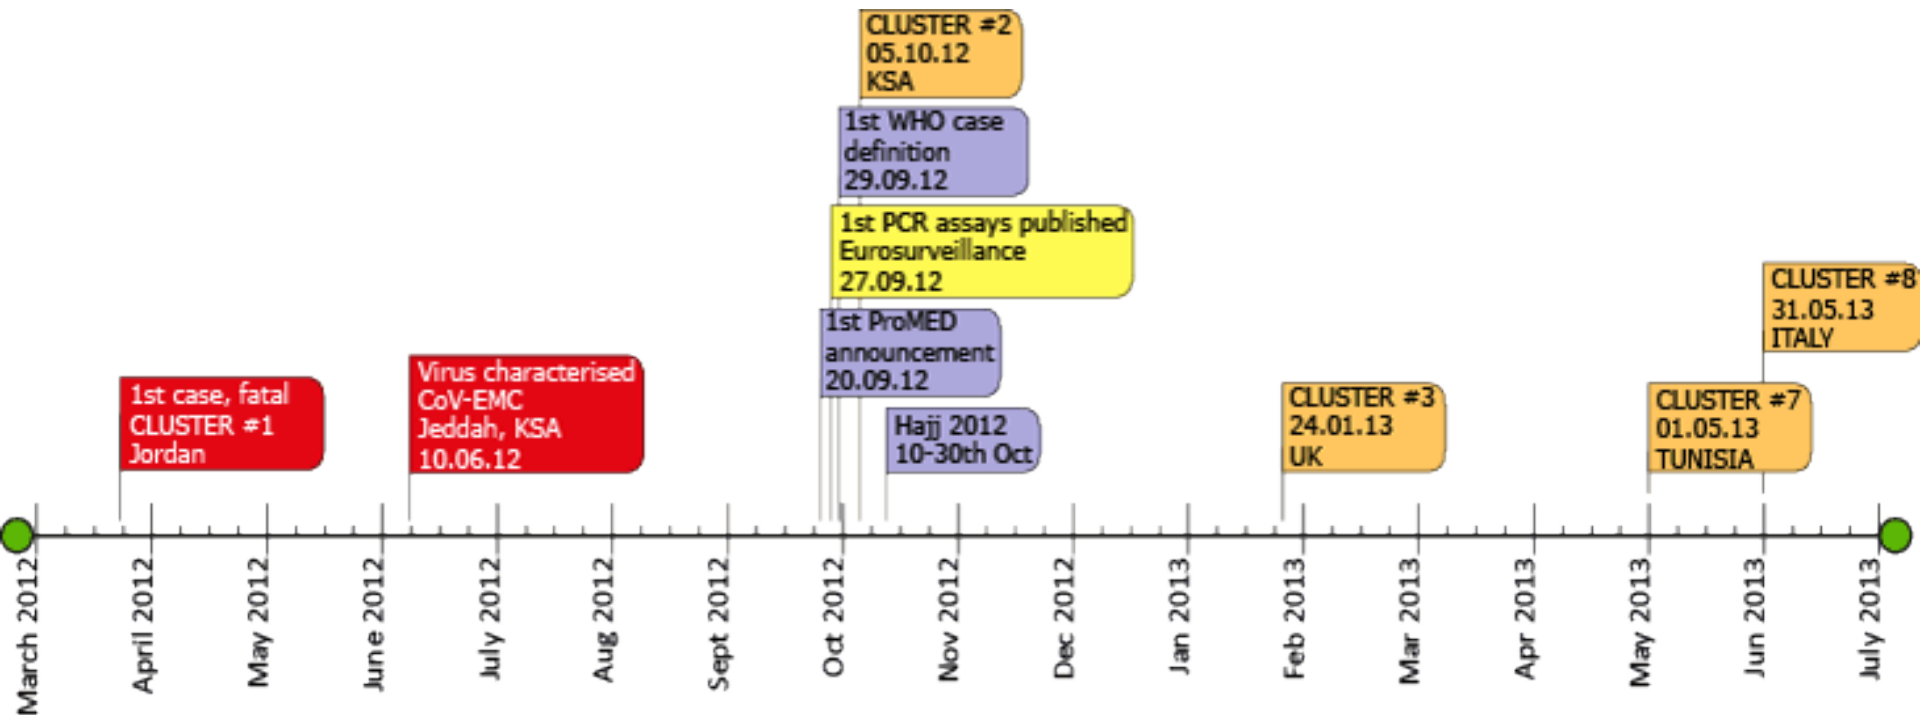 CLUSTER #2
05.10.12
KSA
1st WHO case
definition
29.09.12
1st PCR assays published
Eurosurveillance
27.09.12
1st ProMED
announcement
20.09.12
Hajj 2012
10-30th Oct
1st case, fatal
CLUSTER #1
Jordan
Virus characterised
CoV-EMC
Jeddah, KSA
10.06.12
CLUSTER #3
24.01.13
UK
CLUSTER #7
01.05.13
TUNISIA
CLUSTER #8
31.05.13
ITALY
March 2012
April 2012
May 2012
June 2012
July 2012
Aug 2012
Sept 2012
Oct 2012
Nov 2012
Dec 2012
Jan 2013
Feb 2013
Mar 2013
Apr 2013
May 2013
Jun 2013
July 2013